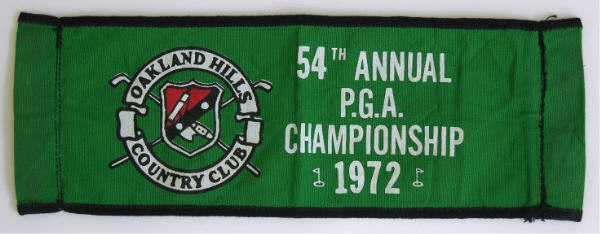 OAKLAND HILLS
COUNTRY CLUB
54TH ANNUAL
P.G.A.
CHAMPIONSHIP
1972